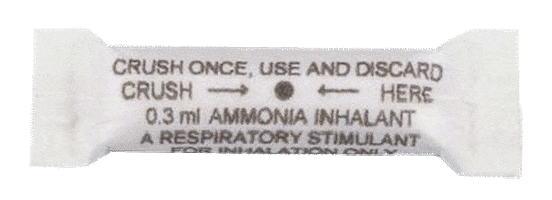 CRUSH ONCE, USE AND DISCARD
CRUSH → ● ← HERE
0.3 ml AMMONIA INHALANT
A RESPIRATORY STIMULANT
FOR INHALATION ONLY